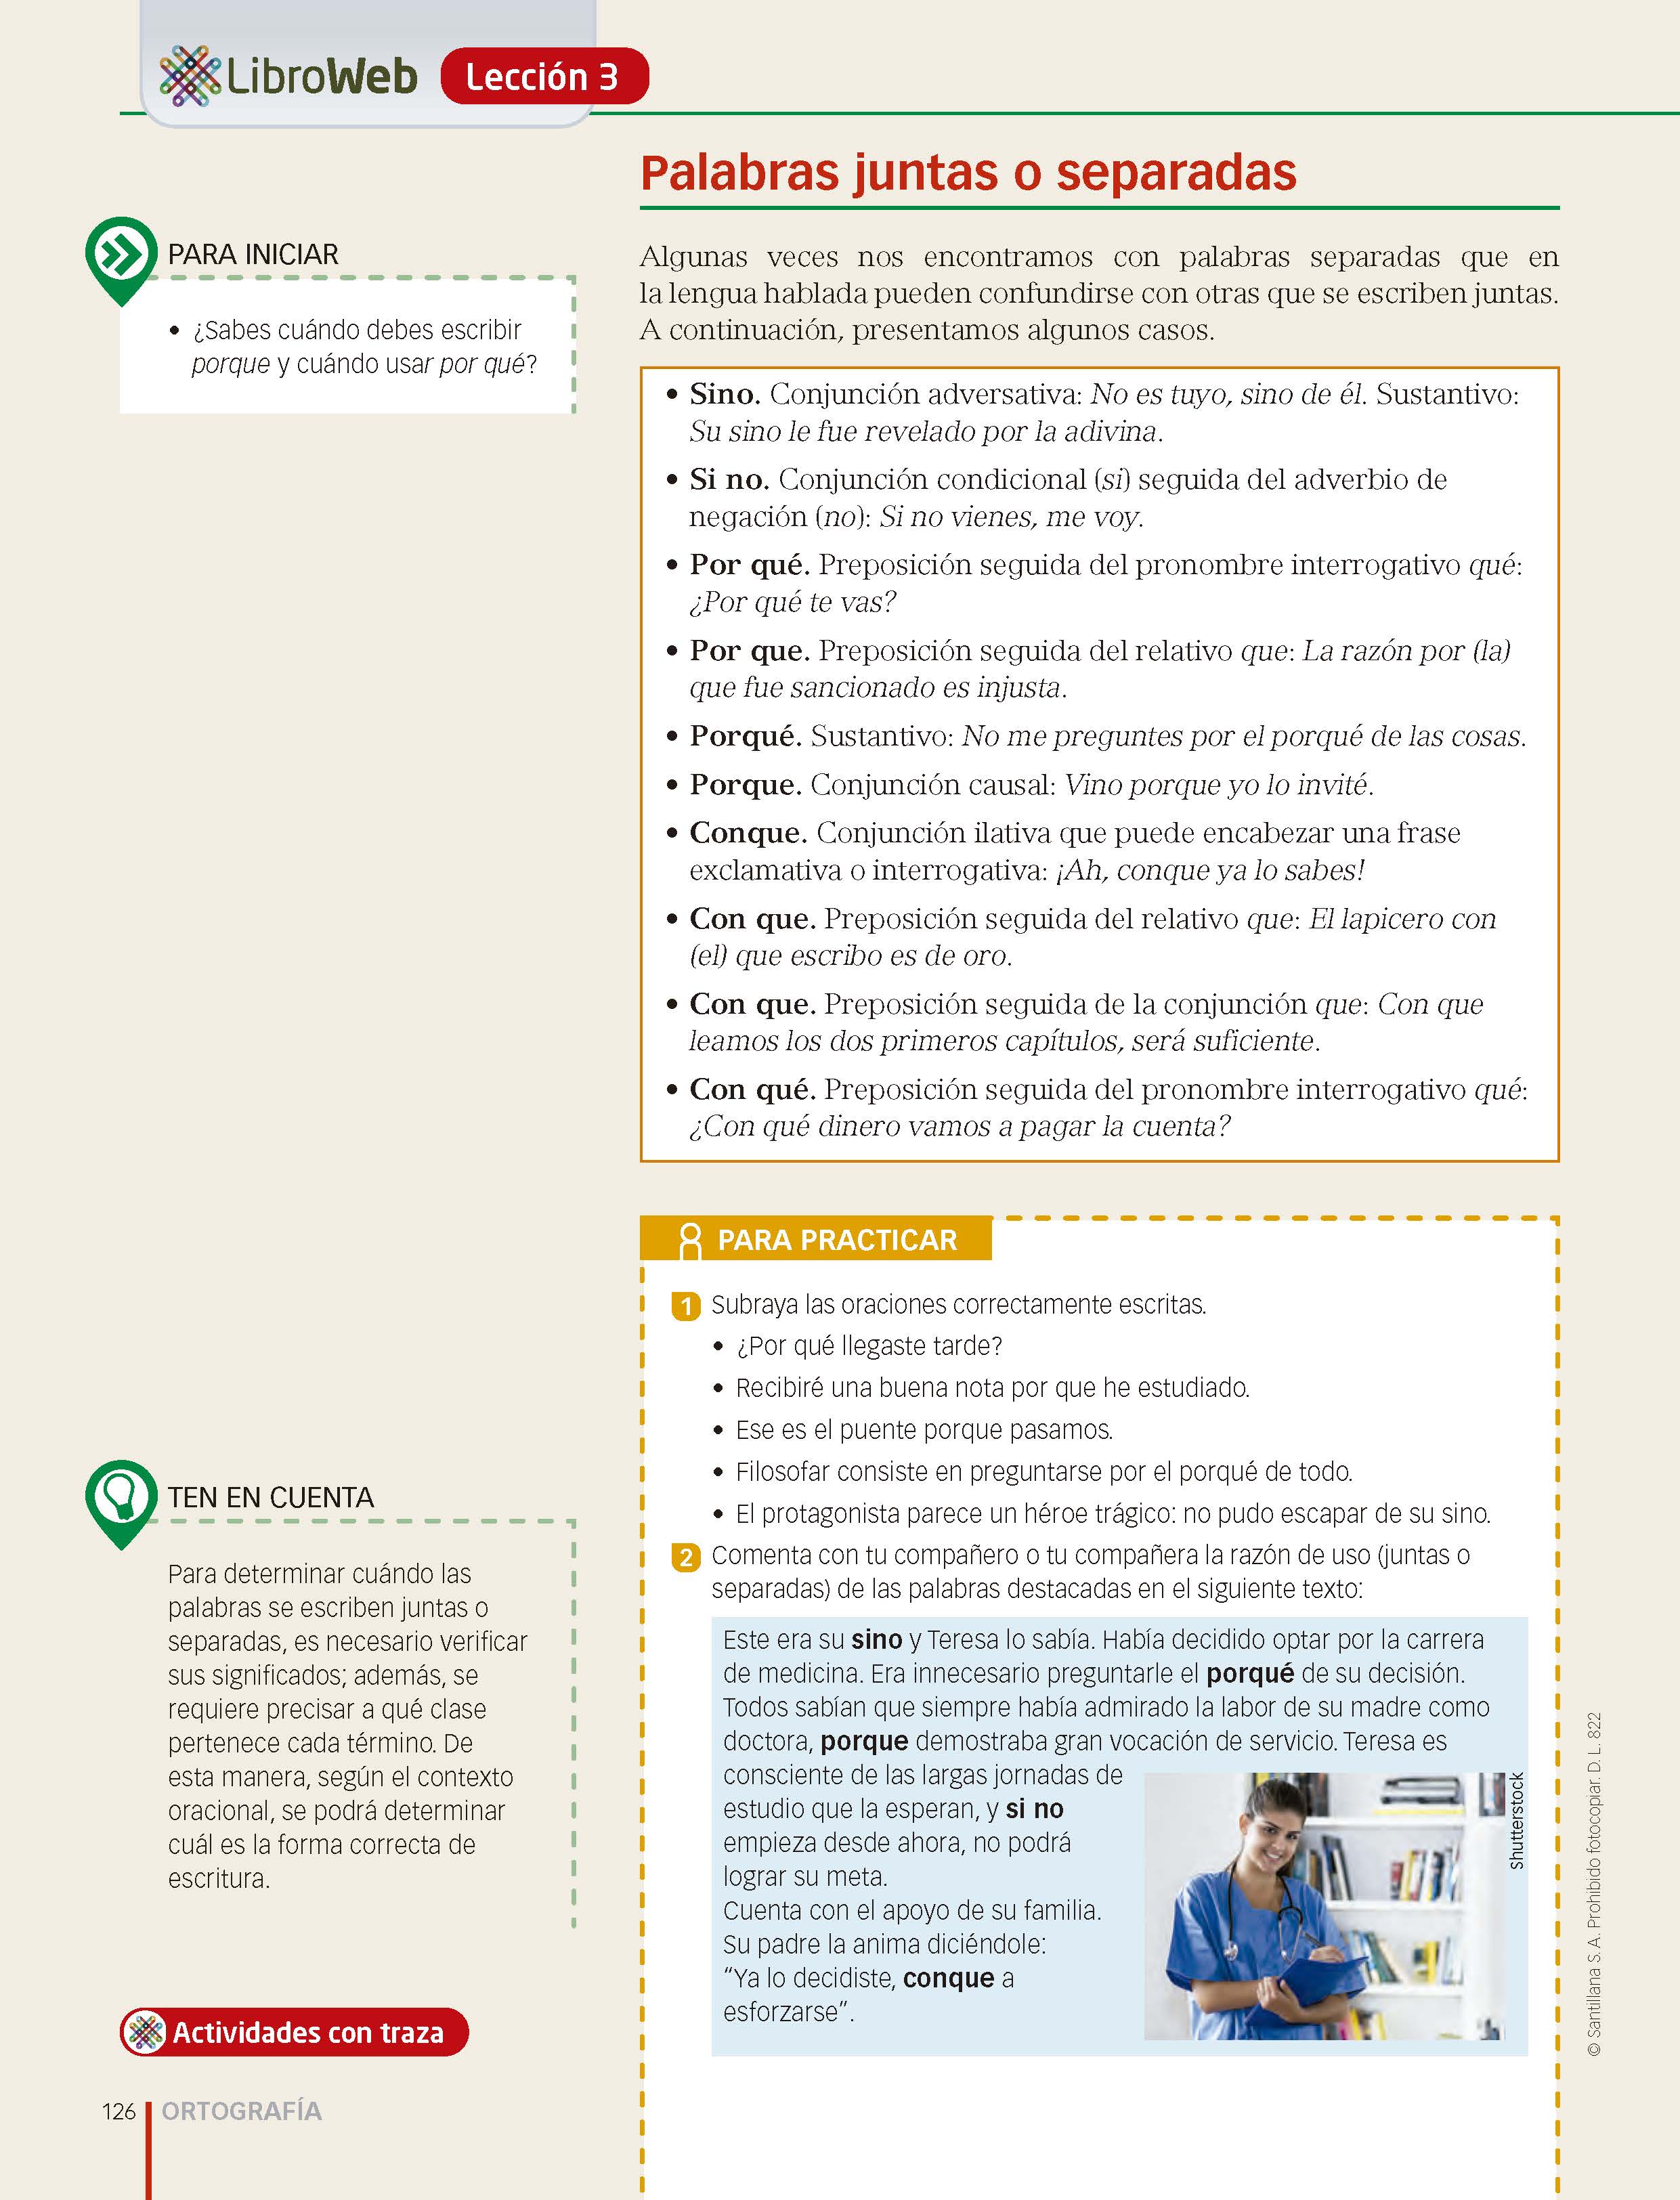 LibroWeb Lección 3
Palabras juntas o separadas
PARA INICIAR
• ¿Sabes cuándo debes escribir
porque y cuándo usar por qué?
Algunas veces nos encontramos con palabras separadas que en
la lengua hablada pueden confundirse con otras que se escriben juntas.
A continuación, presentamos algunos casos.
• Sino. Conjunción adversativa: No es tuyo, sino de él. Sustantivo:
Su sino le fue revelado por la adivina.
• Si no. Conjunción condicional (si) seguida del adverbio de
negación (no): Si no vienes, me voy.
• Por qué. Preposición seguida del pronombre interrogativo qué:
¿Por qué te vas?
• Por que. Preposición seguida del relativo que: La razón por (la)
que fue sancionado es injusta.
• Porqué. Sustantivo: No me preguntes por el porqué de las cosas.
• Porque. Conjunción causal: Vino porque yo lo invité.
• Conque. Conjunción ilativa que puede encabezar una frase
exclamativa o interrogativa: ¡Ah, conque ya lo sabes!
• Con que. Preposición seguida del relativo que: El lapicero con
(el) que escribo es de oro.
• Con que. Preposición seguida de la conjunción que: Con que
leamos los dos primeros capítulos, será suficiente.
• Con qué. Preposición seguida del pronombre interrogativo qué:
¿Con qué dinero vamos a pagar la cuenta?
PARA PRACTICAR
1 Subraya las oraciones correctamente escritas.
• ¿Por qué llegaste tarde?
• Recibiré una buena nota por que he estudiado.
• Ese es el puente porque pasamos.
• Filosofar consiste en preguntarse por el porqué de todo.
• El protagonista parece un héroe trágico: no pudo escapar de su sino.
2 Comenta con tu compañero o tu compañera la razón de uso (juntas o
separadas) de las palabras destacadas en el siguiente texto:
Este era su sino y Teresa lo sabía. Había decidido optar por la carrera
de medicina. Era innecesario preguntarle el porqué de su decisión.
Todos sabían que siempre había admirado la labor de su madre como
doctora, porque demostraba gran vocación de servicio. Teresa es
consciente de las largas jornadas de
estudio que la esperan, y si no
empieza desde ahora, no podrá
lograr su meta.
Cuenta con el apoyo de su familia.
Su padre la anima diciéndole:
“Ya lo decidiste, conque a
esforzarse”.
Shutterstock
TEN EN CUENTA
Para determinar cuándo las
palabras se escriben juntas o
separadas, es necesario verificar
sus significados; además, se
requiere precisar a qué clase
pertenece cada término. De
esta manera, según el contexto
oracional, se podrá determinar
cuál es la forma correcta de
escritura.
Actividades con traza
126 ORTOGRAFÍA
© Santillana S. A. Prohibido fotocopiar. D. L. 822